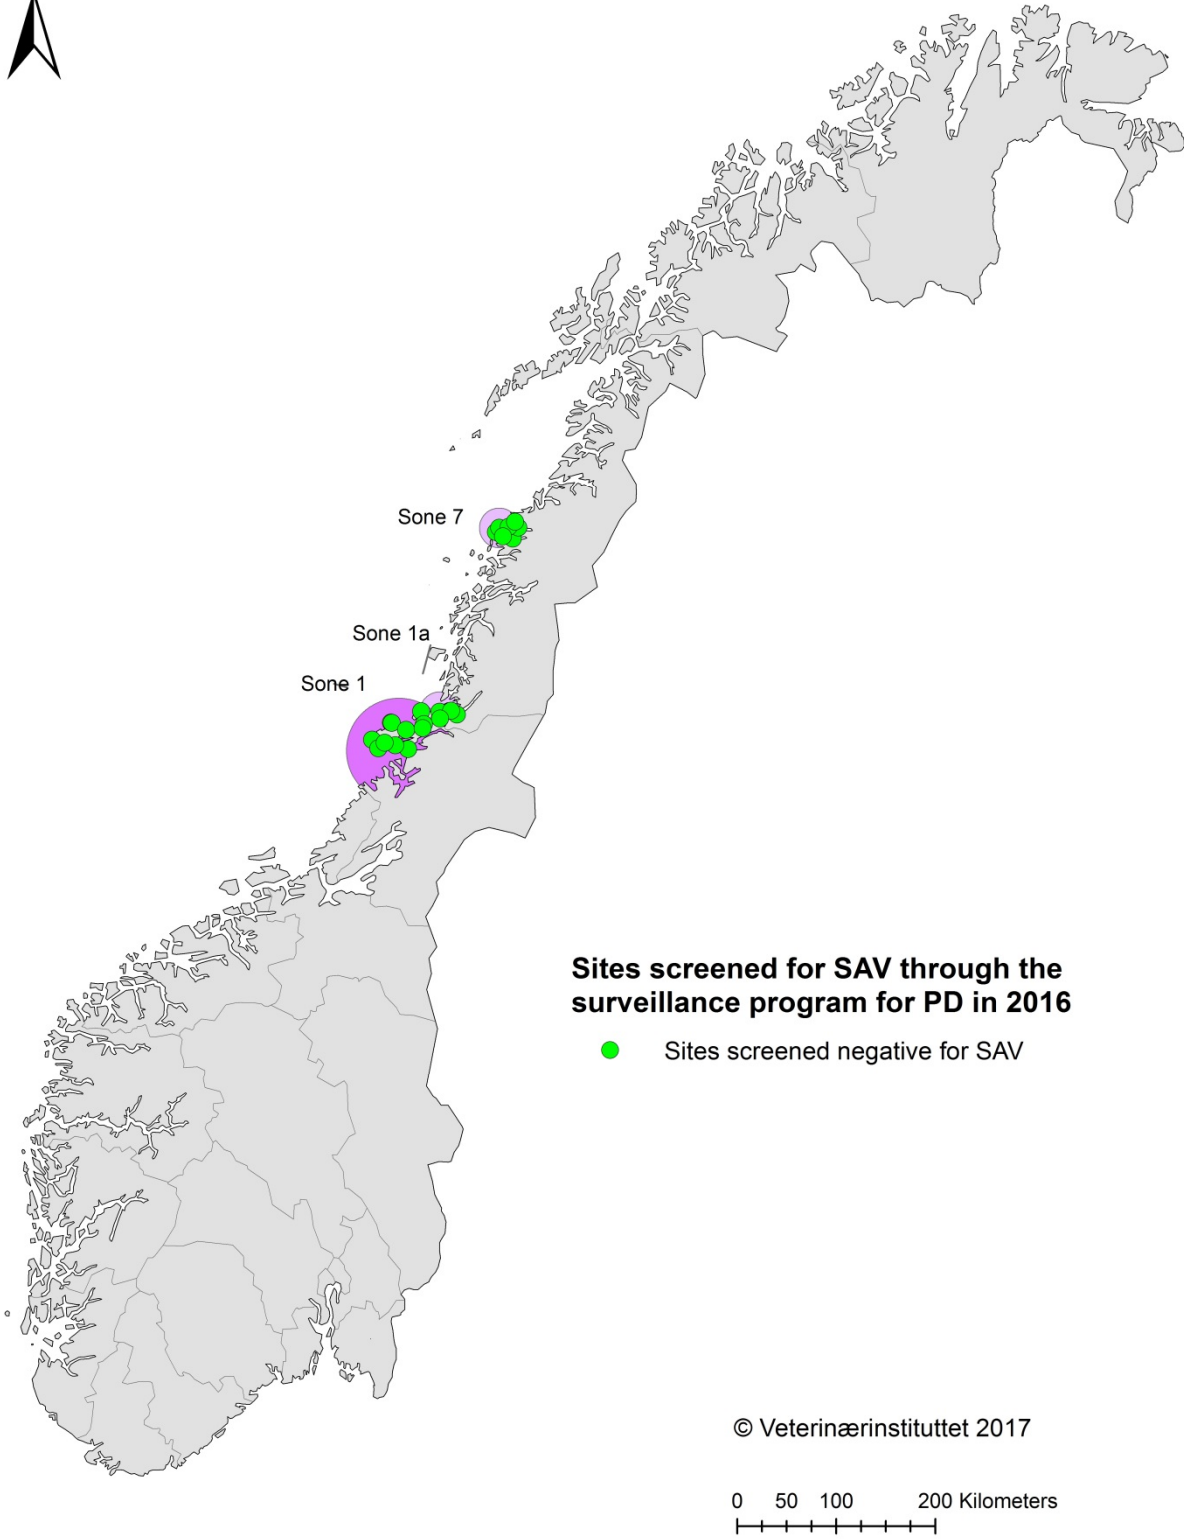 Sone 7
Sone 1a
Sone 1
Sites screened for SAV through the
surveillance program for PD in 2016
Sites screened negative for SAV
© Veterinærinstituttet 2017
0 50 100 200 Kilometers